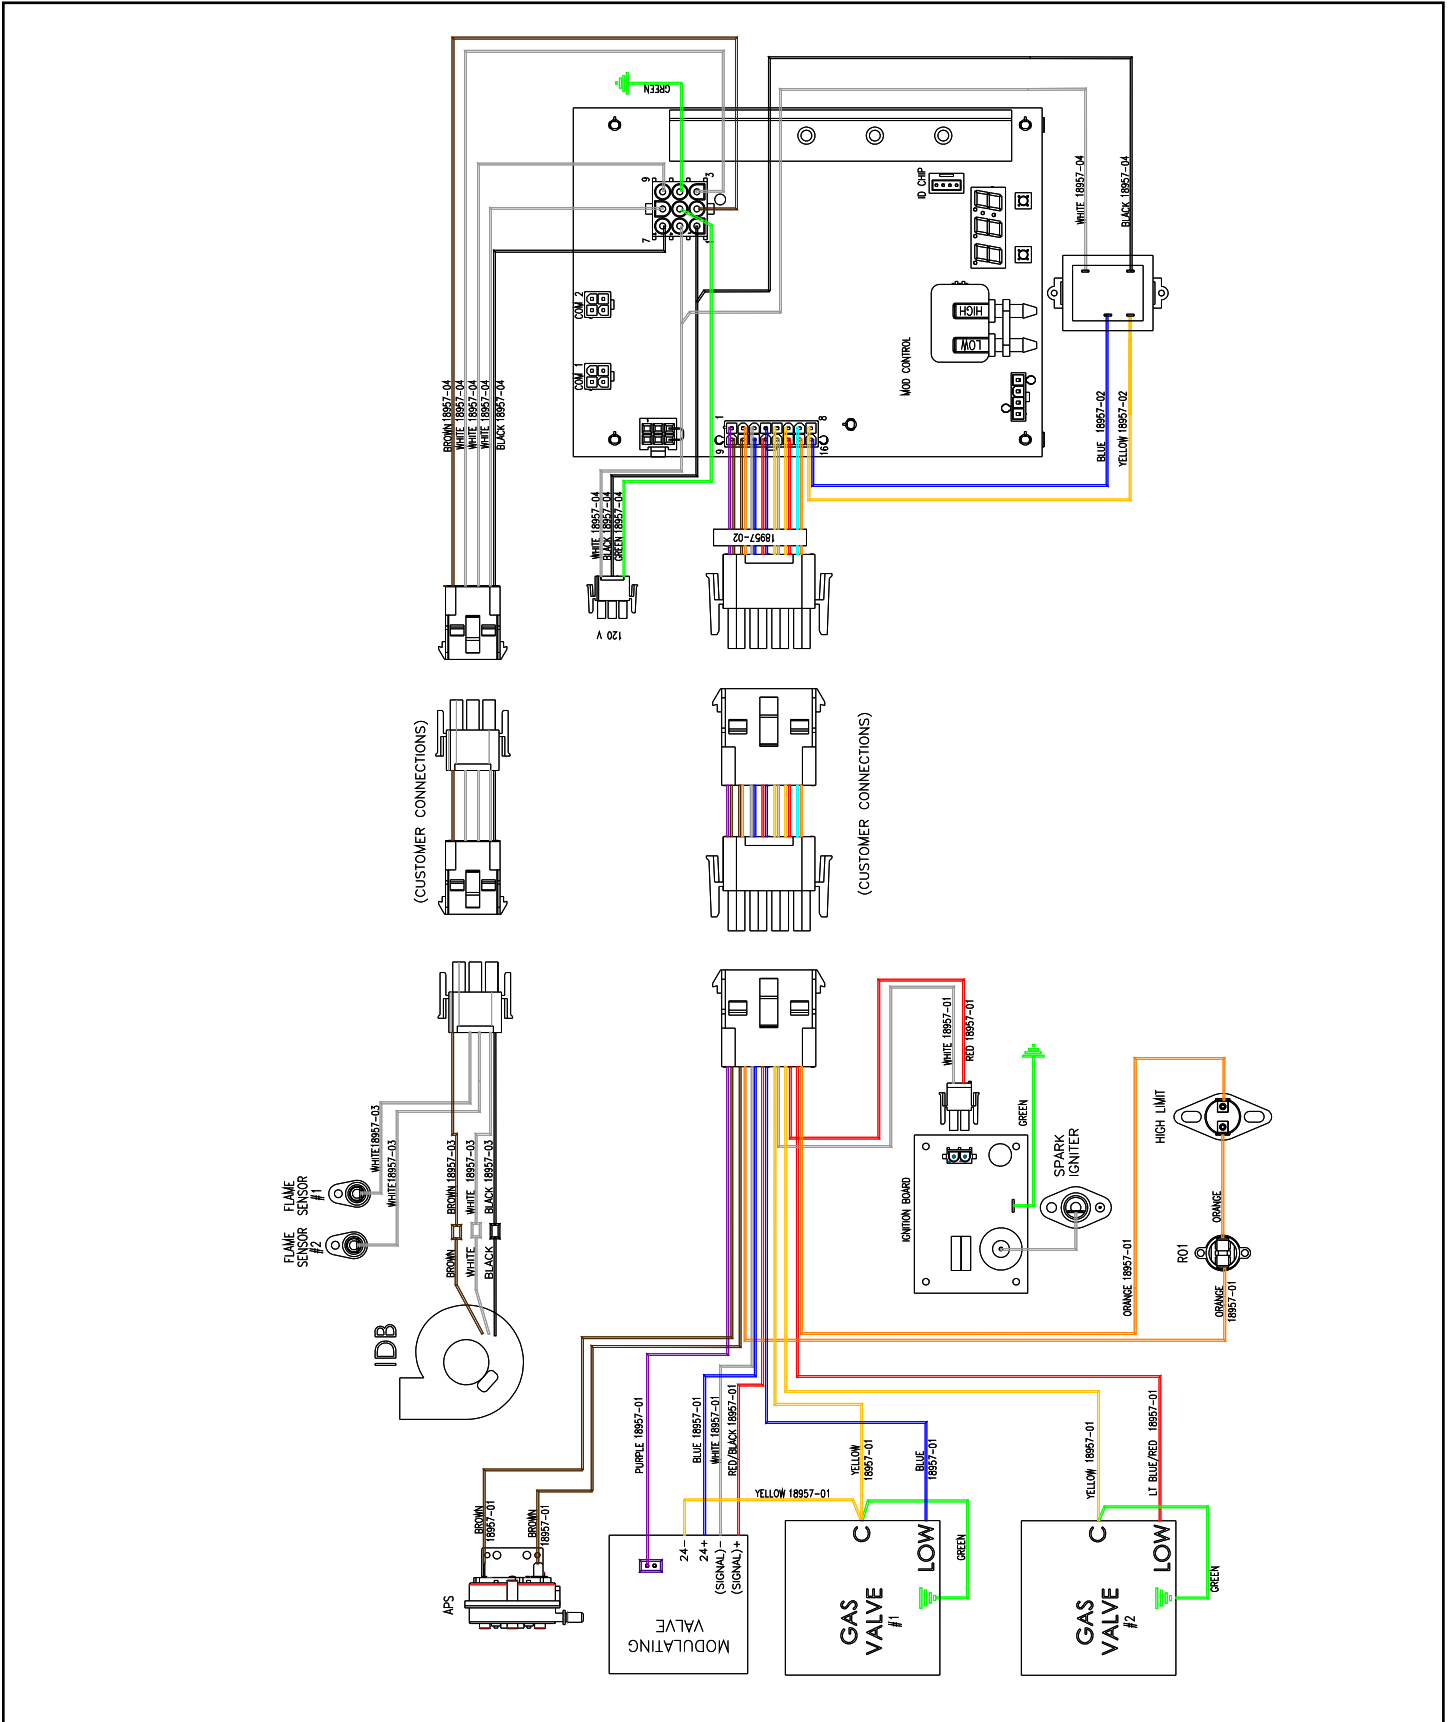 GREEN
9
3
7
1
ID CHIP
WHITE 18957-04
BLACK 18957-04
COM 2
COM 1
HIGH
LOW
MOD CONTROL
BROWN 18957-04
WHITE 18957-04
WHITE 18957-04
WHITE 18957-04
BLACK 18957-04
1
8
9
16
BLUE 18957-02
YELLOW 18957-02
WHITE 18957-04
BLACK 18957-04
GREEN 18957-04
18957-02
120 V
(CUSTOMER CONNECTIONS)
(CUSTOMER CONNECTIONS)
WHITE 18957-01
RED 18957-01
GREEN
HIGH LIMIT
FLAME
SENSOR
#1
FLAME
SENSOR
#2
WHITE18957-03
WHITE18957-03
BROWN 18957-03
WHITE 18957-03
BLACK 18957-03
BROWN
WHITE
BLACK
IDB
IGNITION BOARD
SPARK
IGNITER
ORANGE
RO1
ORANGE 18957-01
ORANGE
18957-01
PURPLE 18957-01
BLUE 18957-01
WHITE 18957-01
RED/BLACK 18957-01
YELLOW 18957-01
YELLOW
18957-01
BLUE
18957-01
YELLOW 18957-01
LT BLUE/RED 18957-01
BROWN
18957-01
BROWN
18957-01
APS
24-
24+
(SIGNAL)-
(SIGNAL)+
MODULATING
VALVE
C
LOW
GREEN
GAS
VALVE
#1
C
LOW
GREEN
GAS
VALVE
#2